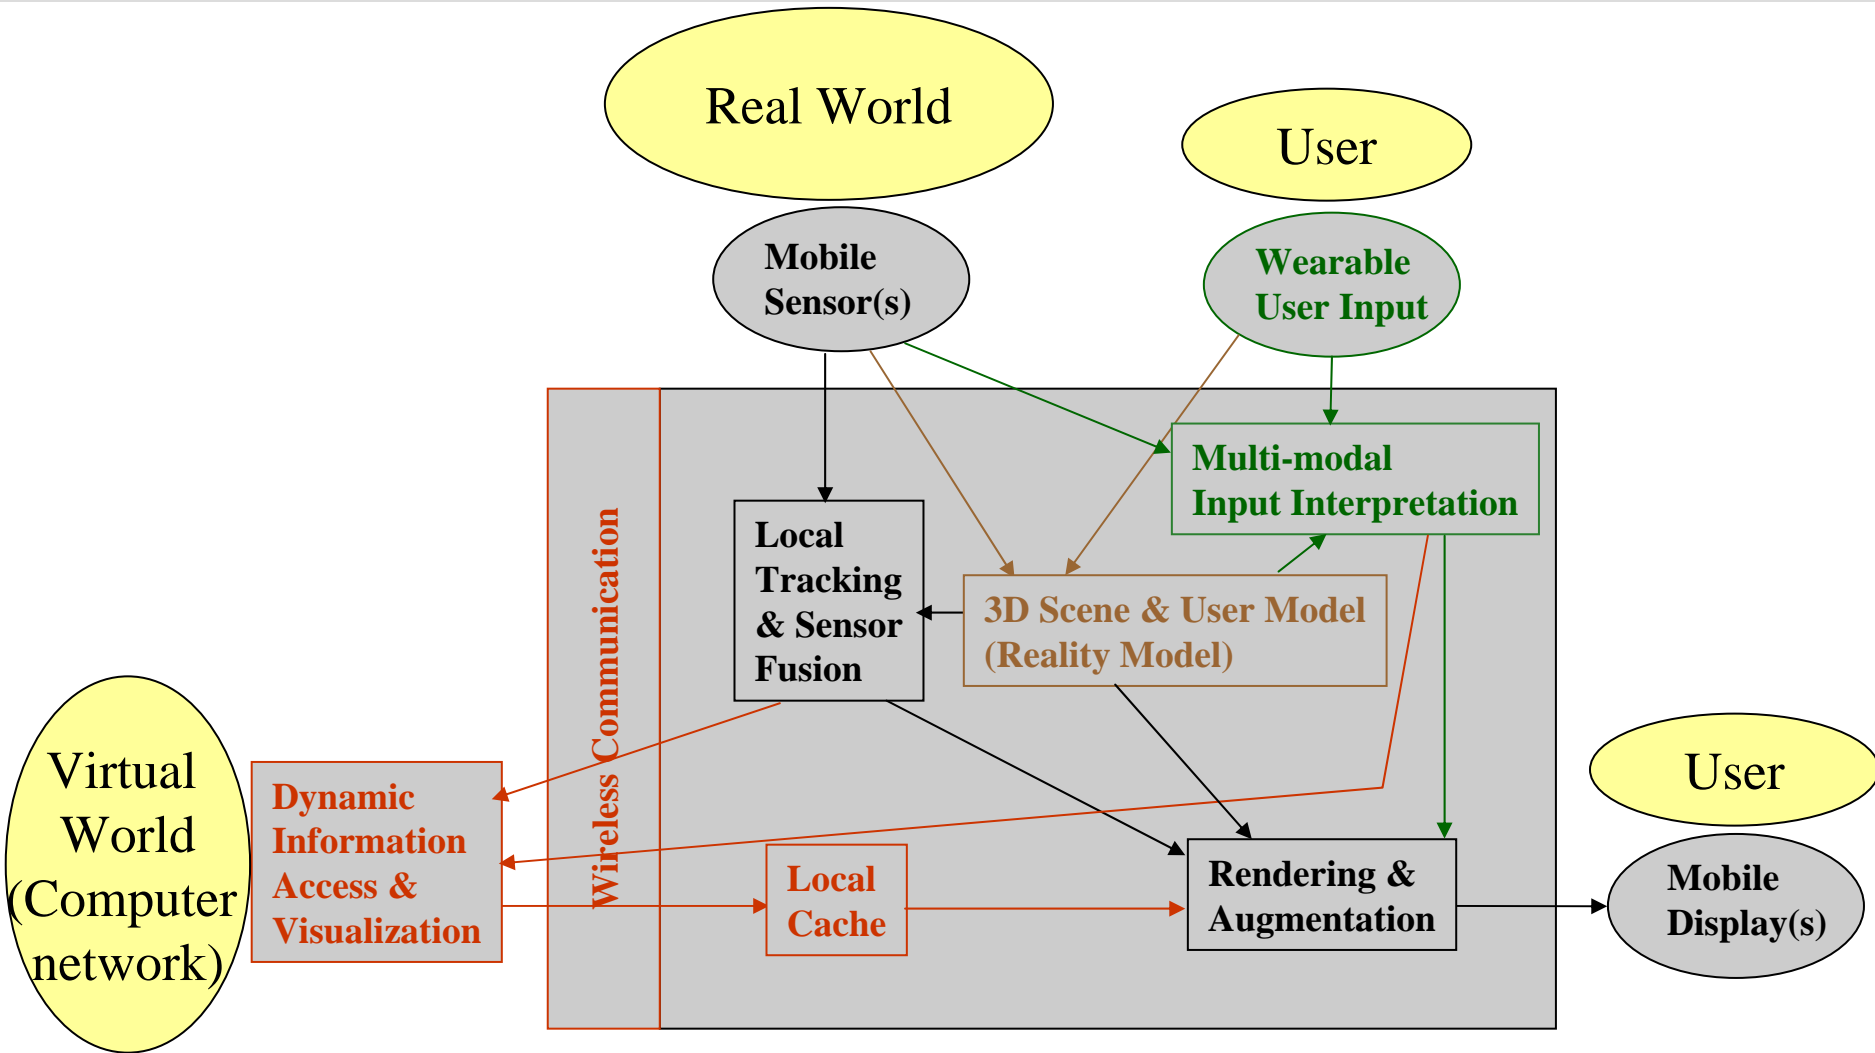 Real World
User
Mobile
Sensor(s)
Wearable
User Input
Multi-modal
Input Interpretation
Local
Tracking
& Sensor
Fusion
3D Scene & User Model
(Reality Model)
Wireless Communication
Virtual
World
(Computer
network)
Dynamic
Information
Access &
Visualization
Local
Cache
Rendering &
Augmentation
User
Mobile
Display(s)